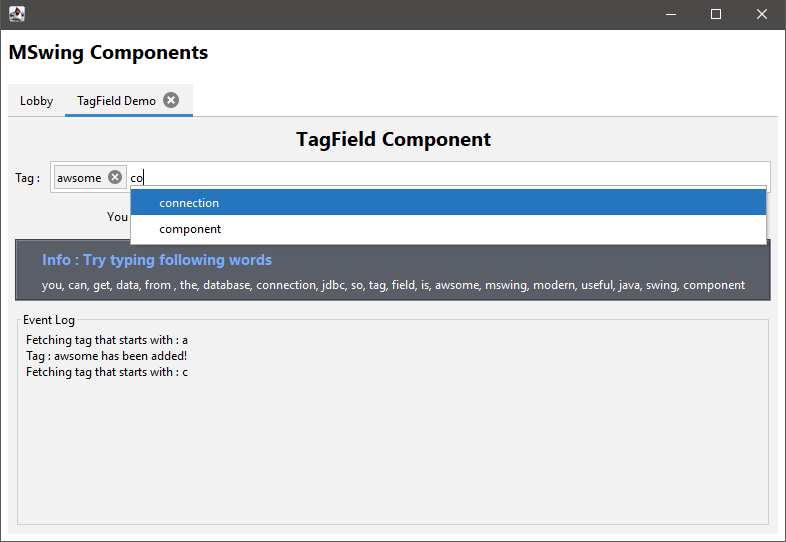 MSwing Components
Lobby TagField Demo
TagField Component
Tag : awsome co
connection
You
component
Info : Try typing following words
you, can, get, data, from , the, database, connection, jdbc, so, tag, field, is, awsome, mswing, modern, useful, java, swing, component
Event Log
Fetching tag that starts with : a
Tag : awsome has been added!
Fetching tag that starts with : c